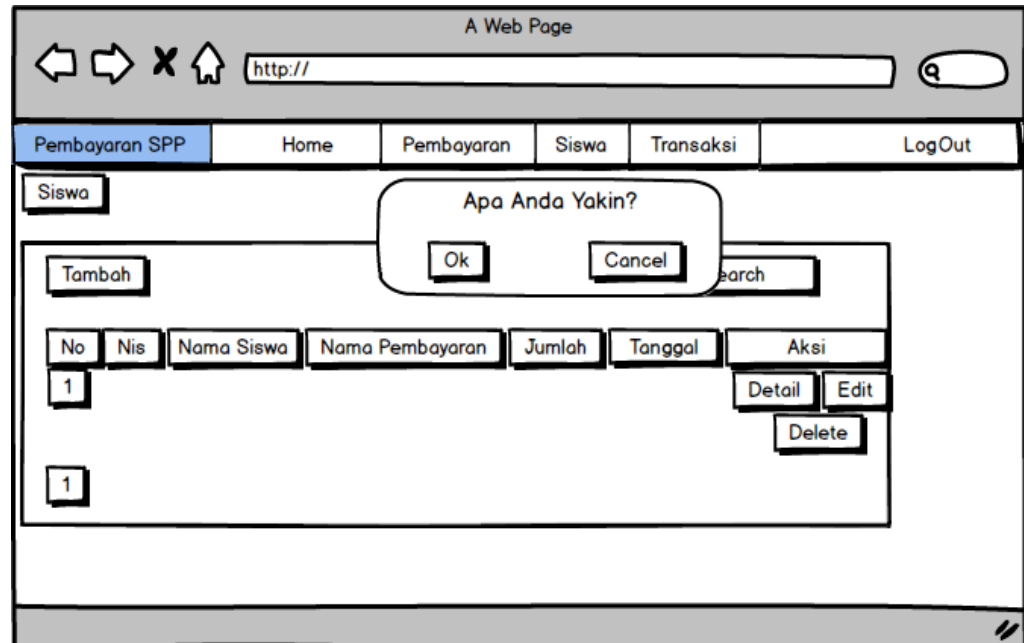 A Web Page
http://
Pembayaran SPP Home Pembayaran Siswa Transaksi LogOut
Siswa
Apa Anda Yakin?
Ok Cancel
Tambah earch
No Nis Nama Siswa Nama Pembayaran Jumlah Tanggal Aksi
1 Detail Edit
Delete
1